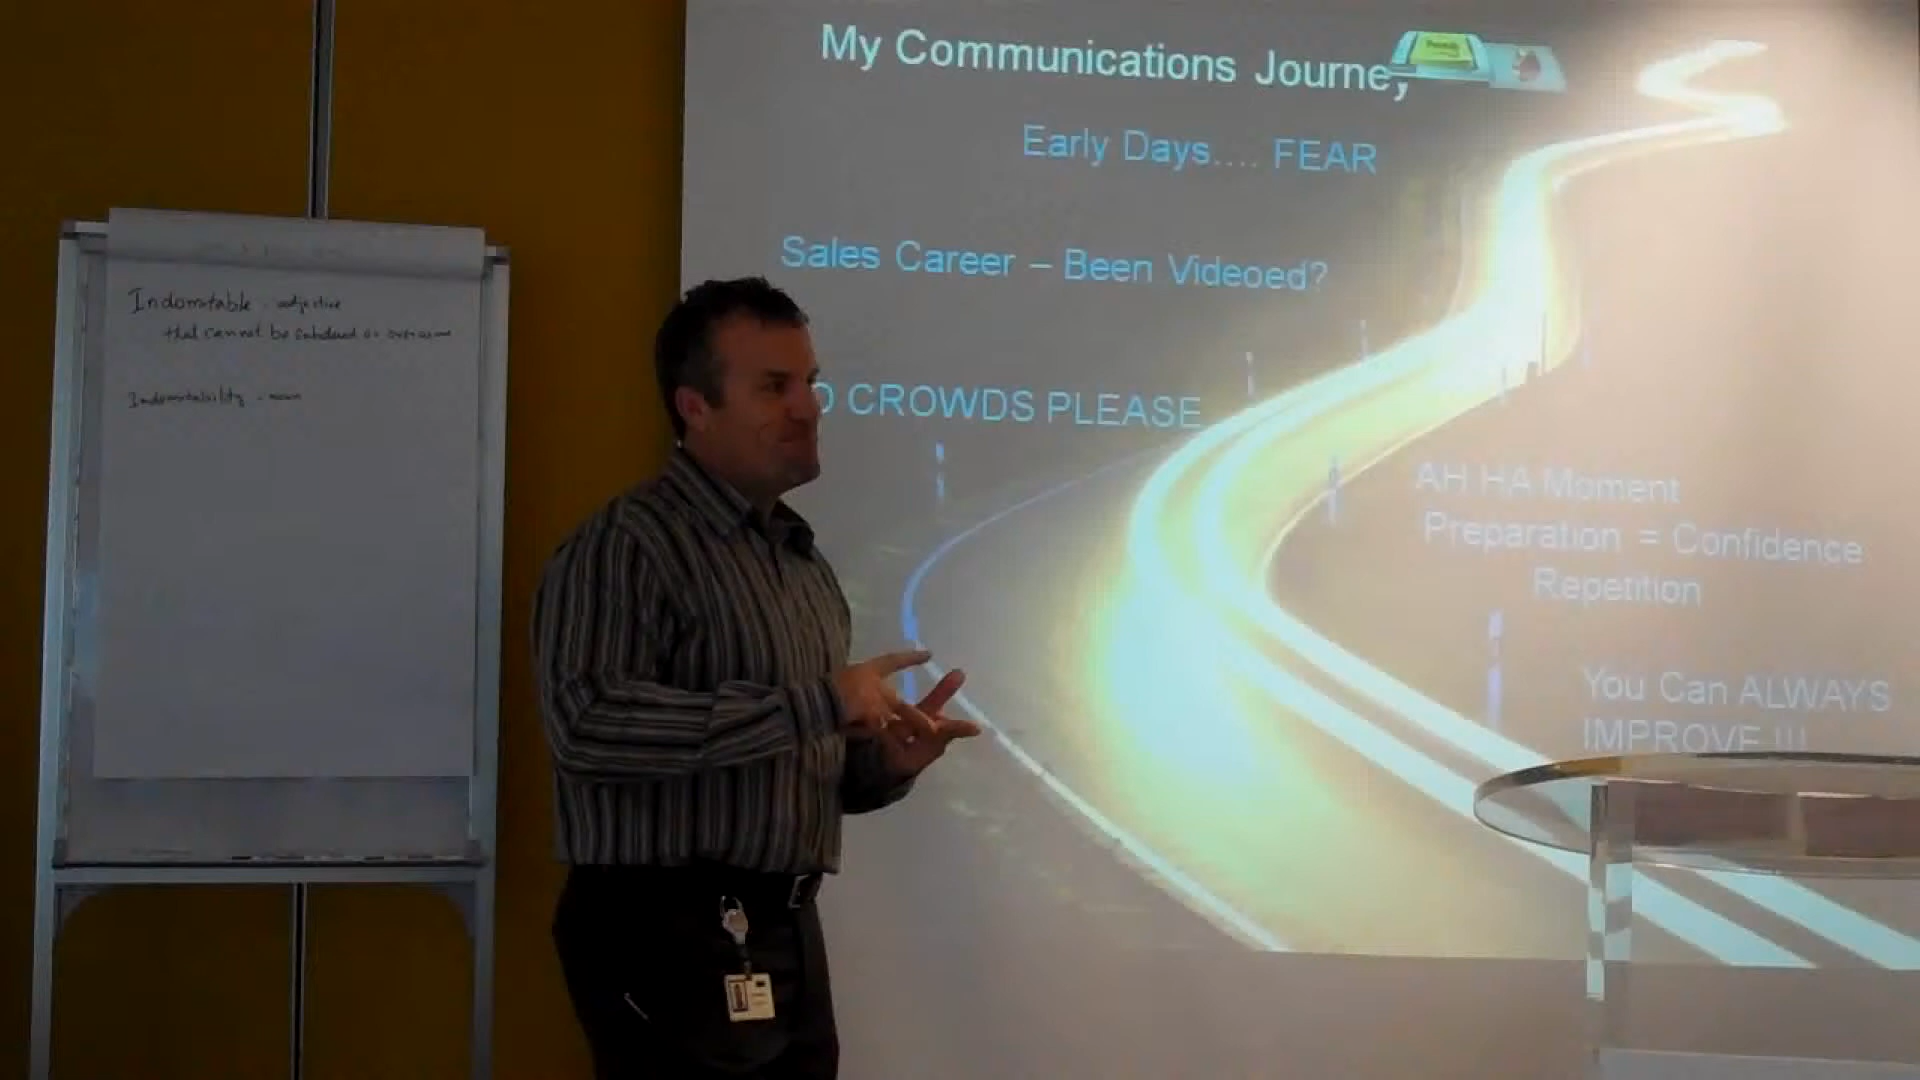 Indomitable - adjective
that cannot be subdued or overcome
Indomitability - noun
My Communications Journey
Early Days.... FEAR
Sales Career – Been Videoed?
O CROWDS PLEASE
AH HA Moment
Preparation = Confidence
Repetition
You Can ALWAYS
IMPROVE !!!